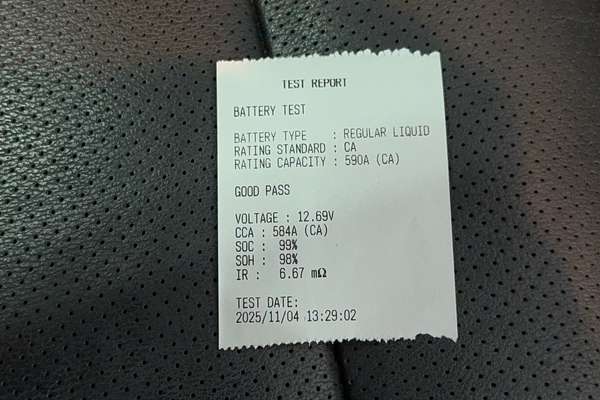 TEST REPORT
BATTERY TEST
BATTERY TYPE : REGULAR LIQUID
RATING STANDARD : CA
RATING CAPACITY : 590A (CA)
GOOD PASS
VOLTAGE : 12.69V
CCA : 584A (CA)
SOC : 99%
SOH : 98%
IR : 6.67 mΩ
TEST DATE:
2025/11/04 13:29:02